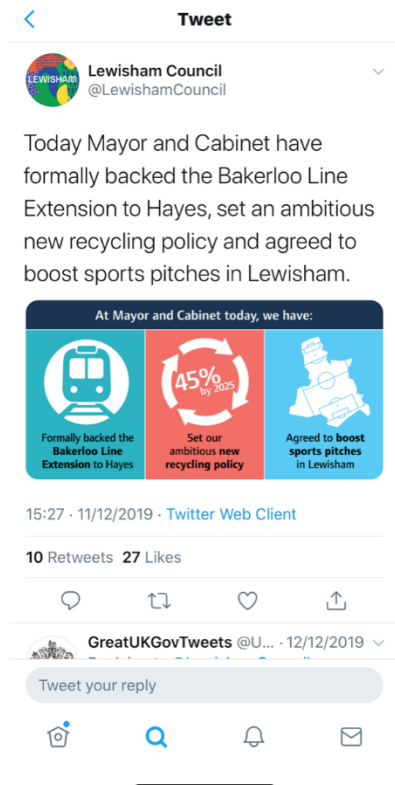 Tweet
LEWISHAM
Lewisham Council
@LewishamCouncil
Today Mayor and Cabinet have
formally backed the Bakerloo Line
Extension to Hayes, set an ambitious
new recycling policy and agreed to
boost sports pitches in Lewisham.
At Mayor and Cabinet today, we have:
Formally backed the
Bakerloo Line
Extension to Hayes
45%
by 2025
Set our
ambitious new
recycling policy
Agreed to boost
sports pitches
in Lewisham
15:27 · 11/12/2019 · Twitter Web Client
10 Retweets 27 Likes
GreatUKGovTweets @U... · 12/12/2019
Tweet your reply